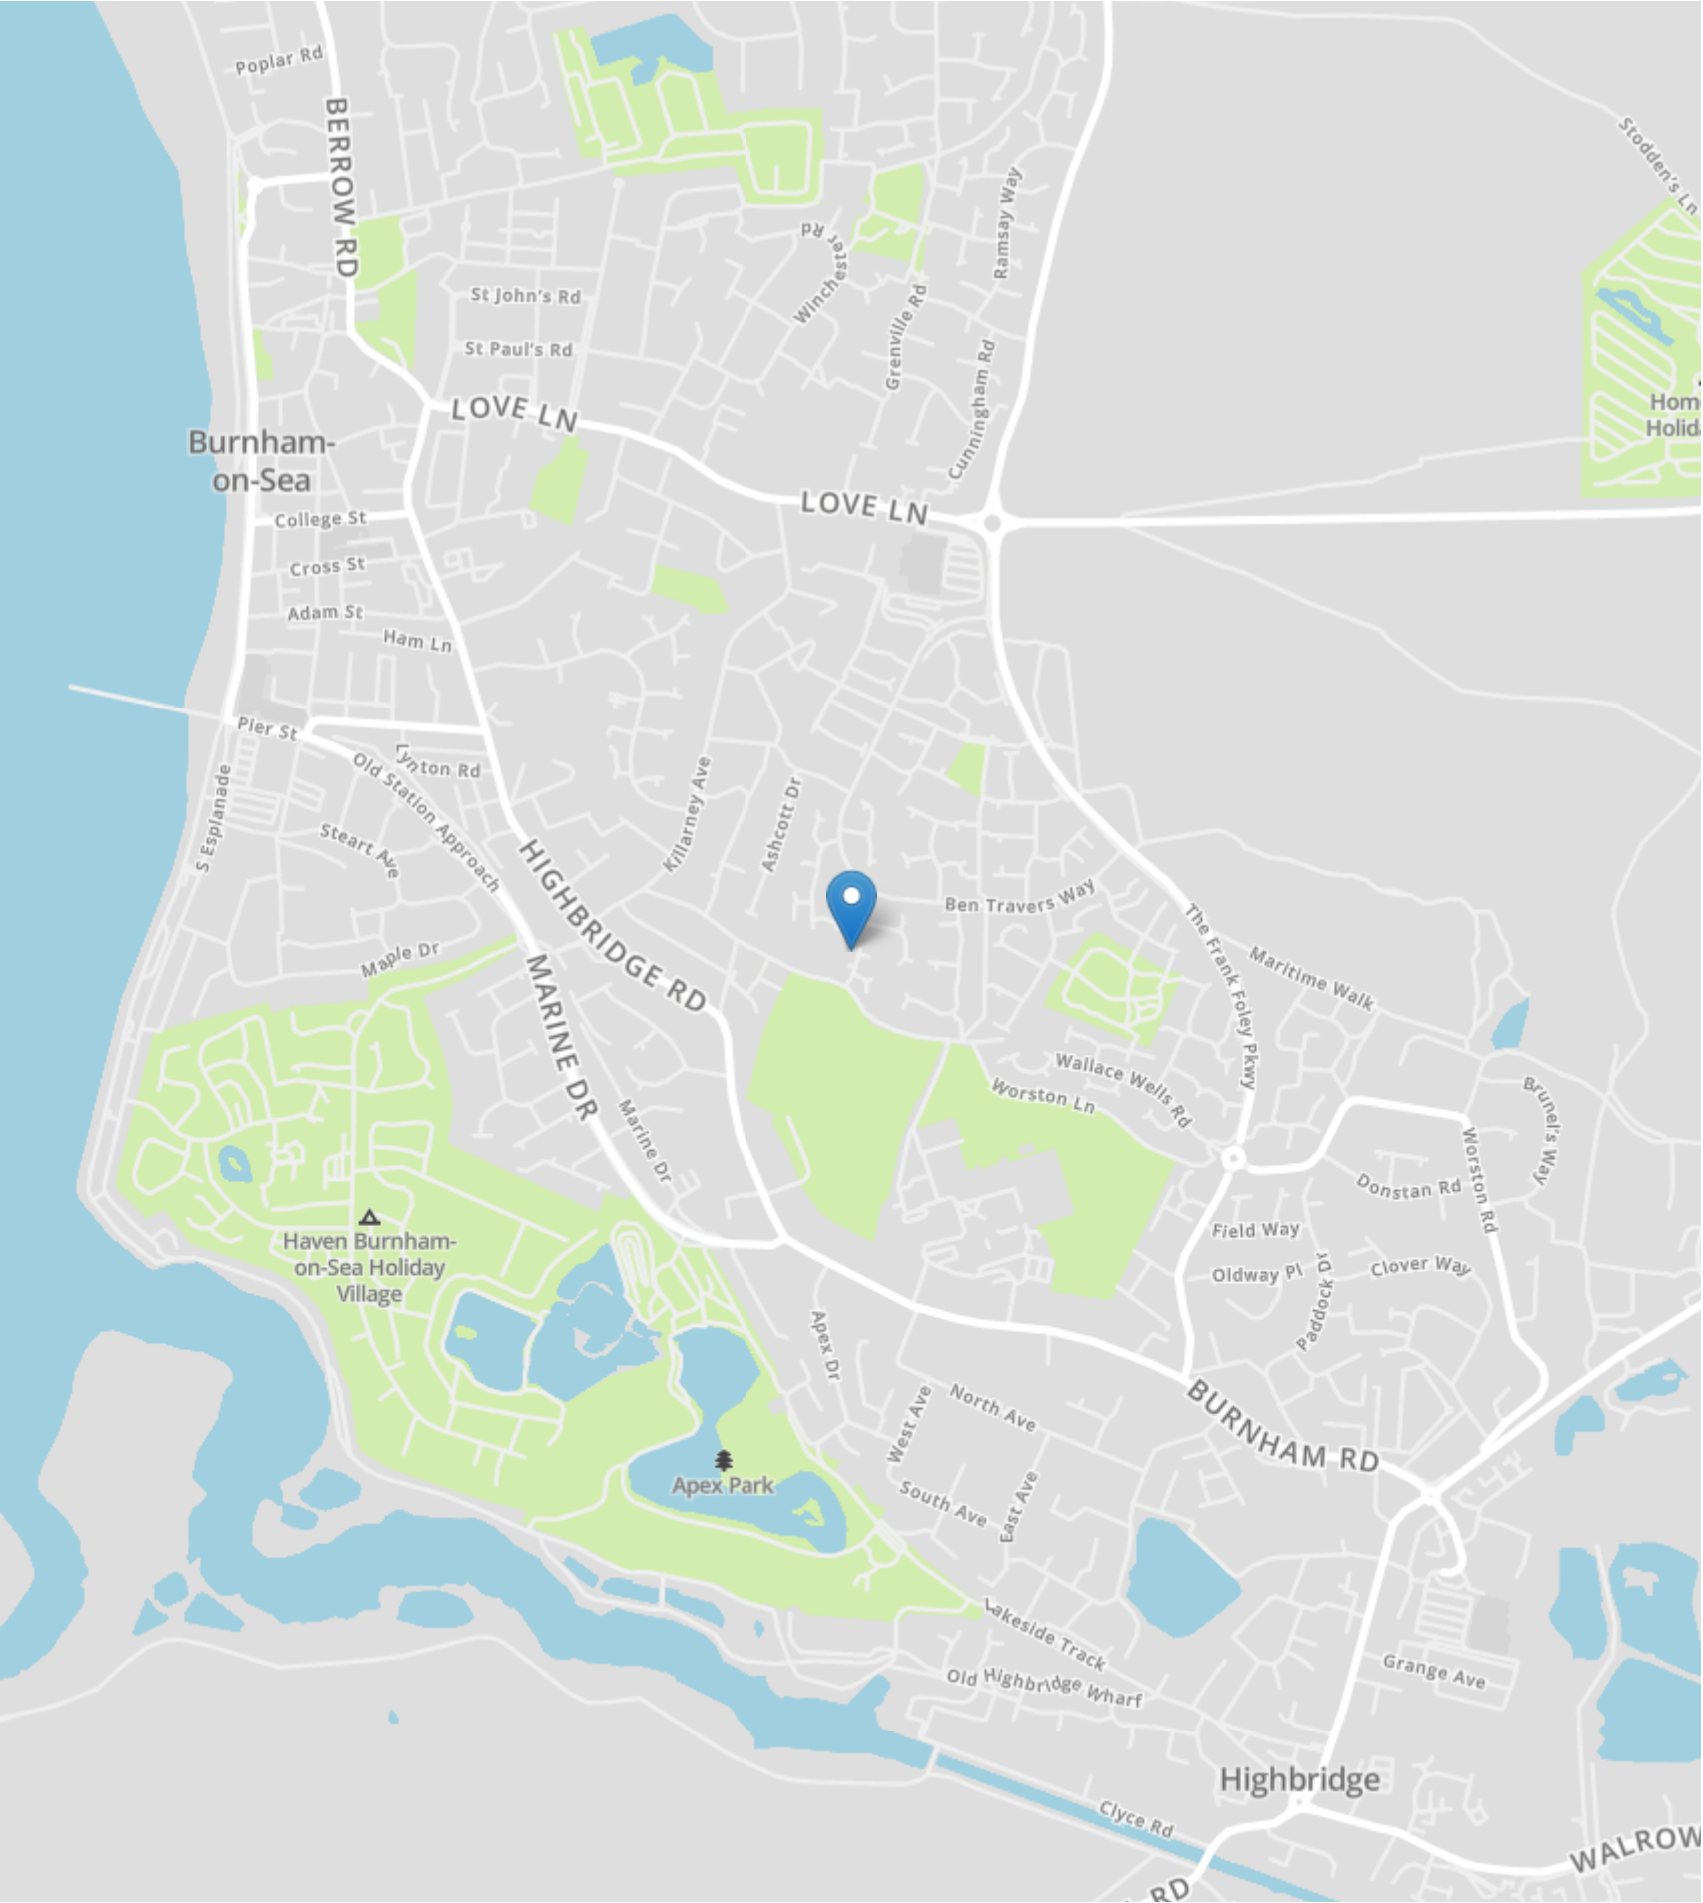 Poplar Rd
BERROW RD
Stodden's Ln
Ramsay Way
Winchester Rd
St John's Rd
Grenville Rd
St Paul's Rd
Cunningham Rd
LOVE LN
Burnham-
on-Sea
Hom
Holid
LOVE LN
College St
Cross St
Adam St
Ham Ln
Pier St
Lynton Rd
Old Station Approach
S Esplanade
Steart Ave
Killarney Ave
Ashcott Dr
HIGHBRIDGE RD
Ben Travers Way
The Frank Foley Pkwy
Maple Dr
Maritime Walk
MARINE DR
Wallace Wells Rd
Worston Ln
Marine Dr
Brunel's Way
Worston Rd
Donstan Rd
Field Way
Haven Burnham-
on-Sea Holiday
Village
Oldway Pl
Paddock Dr
Clover Way
Apex Dr
West Ave
North Ave
BURNHAM RD
Apex Park
South Ave
East Ave
Lakeside Track
Old Highbridge Wharf
Grange Ave
Highbridge
Clyce Rd
WALROW
RD